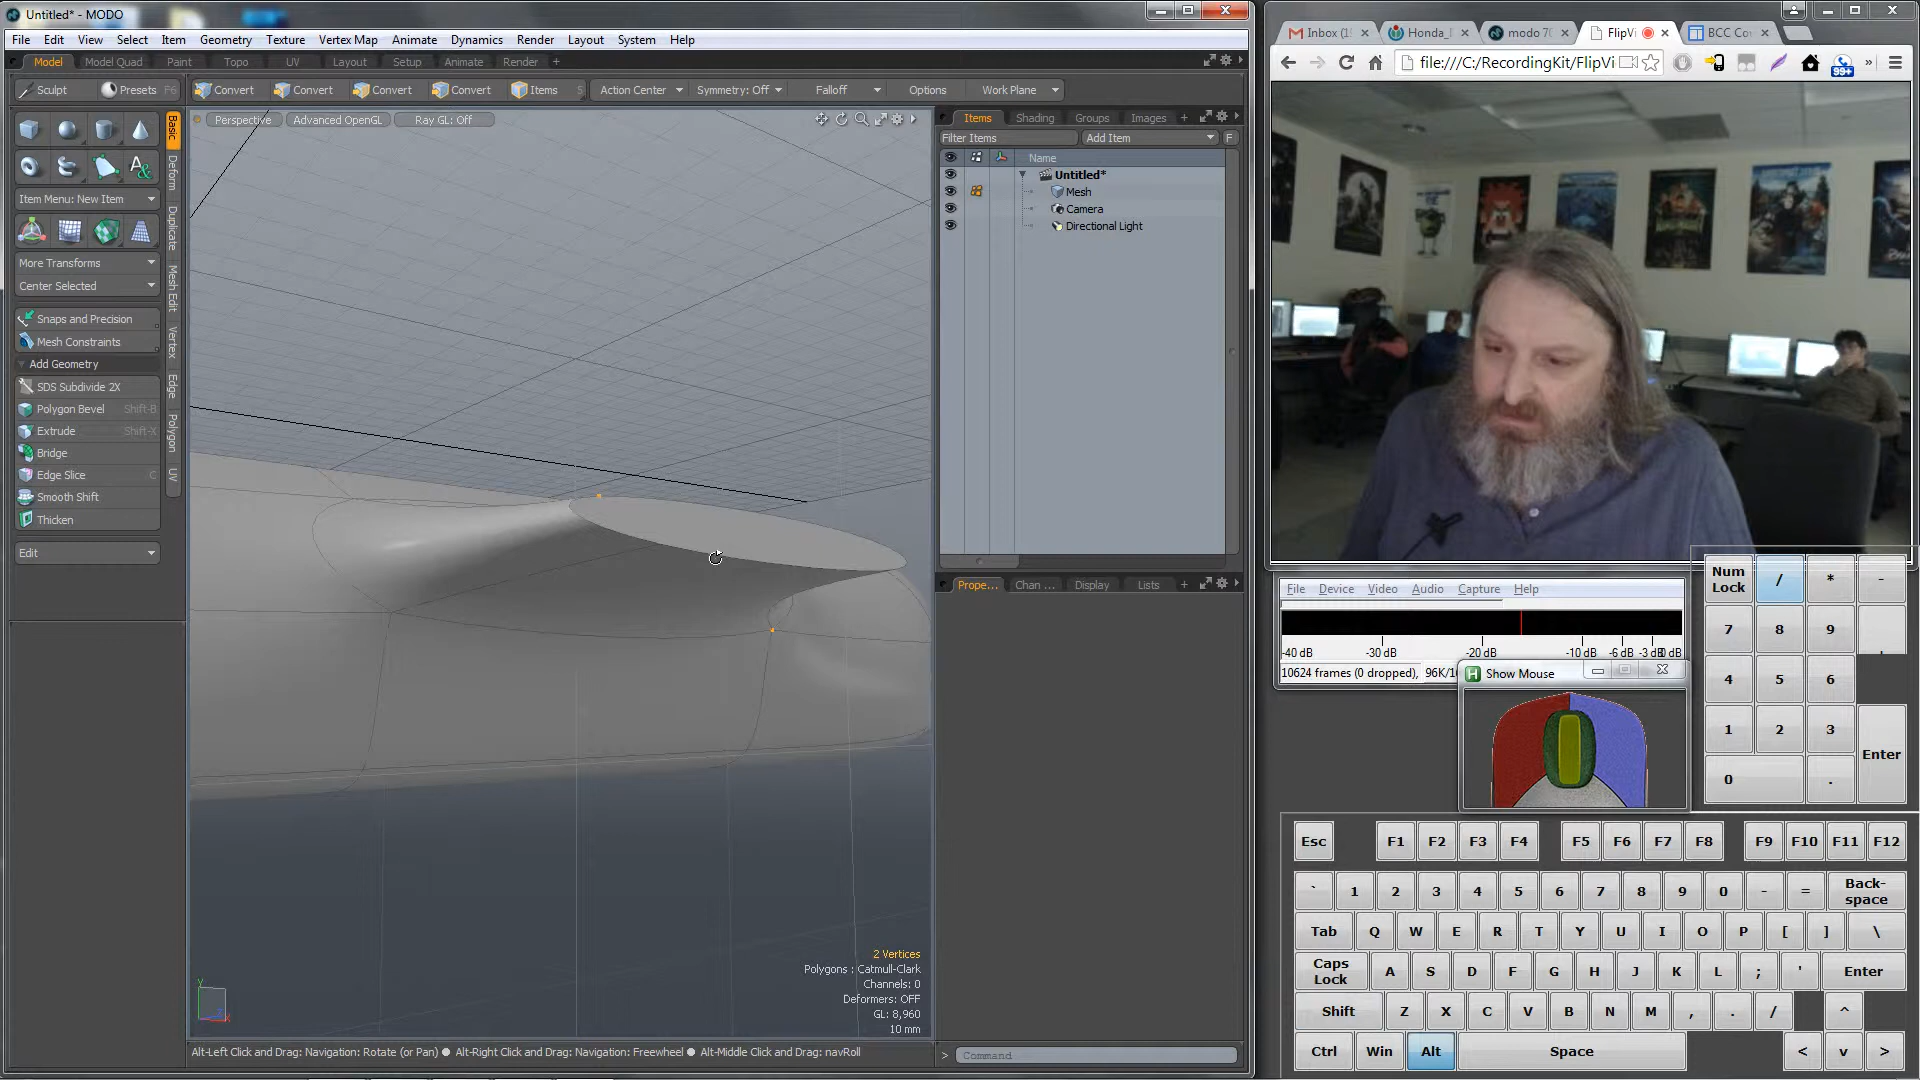 Untitled* - MODO
File Edit View Select Item Geometry Texture Vertex Map Animate Dynamics Render Layout System Help
Model Model Quad Paint Topo UV Layout Setup Animate Render +
Sculpt Presets F6 Convert Convert Convert Convert Items S Action Center Symmetry: Off Falloff Options Work Plane
Perspective Advanced OpenGL Ray GL: Off
Basic
Deform
Duplicate
Mesh Edit
Vertex
Edge
Polygon
UV
Item Menu: New Item
More Transforms
Center Selected
Snaps and Precision
Mesh Constraints
Add Geometry
SDS Subdivide 2X
Polygon Bevel Shift-B
Extrude Shift-X
Bridge
Edge Slice C
Smooth Shift
Thicken
Edit
2 Vertices
Polygons : Catmull-Clark
Channels: 0
Deformers: OFF
GL: 8,960
10 mm
Alt-Left Click and Drag: Navigation: Rotate (or Pan) ● Alt-Right Click and Drag: Navigation: Freewheel ● Alt-Middle Click and Drag: navRoll
Items Shading Groups Images +
Filter Items Add Item F
Name
Untitled*
Mesh
Camera
Directional Light
Prope... Chan ... Display Lists +
> Command
Inbox (1 Honda_ modo 70 FlipVi BCC Co
file:///C:/RecordingKit/FlipVi
99+ »
File Device Video Audio Capture Help
-40 dB -30 dB -20 dB -10 dB -6 dB -3 dB 0 dB
10624 frames (0 dropped), 96K/1
Show Mouse
Num Lock / * -
7 8 9
4 5 6
1 2 3
Enter
0 .
Esc F1 F2 F3 F4 F5 F6 F7 F8 F9 F10 F11 F12
` 1 2 3 4 5 6 7 8 9 0 - = Back-space
Tab Q W E R T Y U I O P [ ] \
Caps Lock A S D F G H J K L ; ' Enter
Shift Z X C V B N M , . / ^
Ctrl Win Alt Space < v >